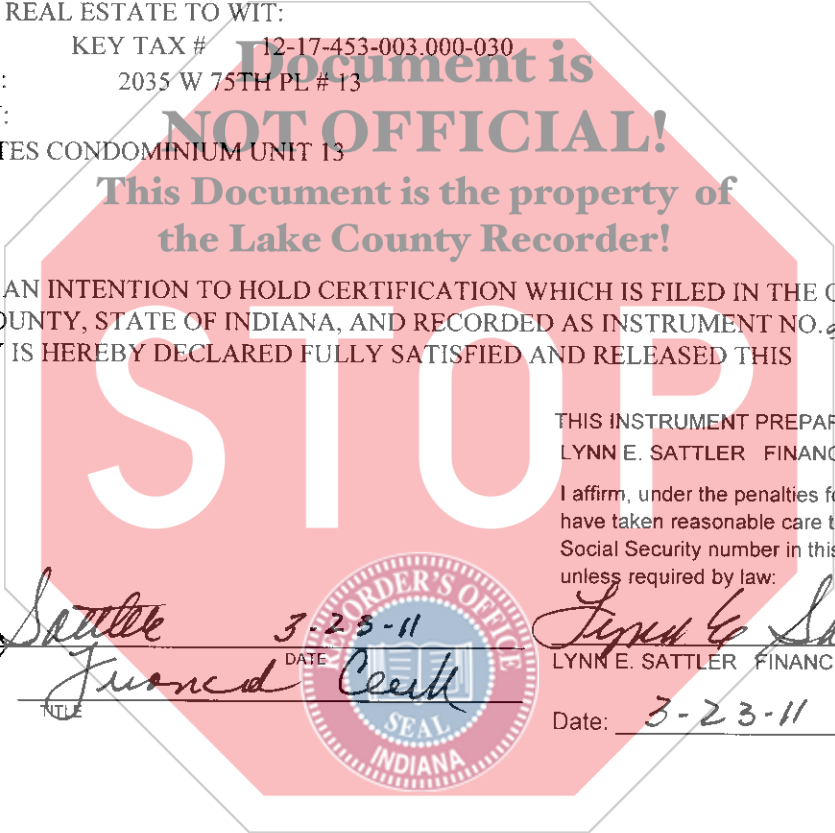 REAL ESTATE TO WIT:
KEY TAX # 12-17-453-003.000-030
Document is
: 2035 W 75TH PL # 13
:
NOT OFFICIAL!
TES CONDOMINIUM UNIT 13
This Document is the property of
the Lake County Recorder!
AN INTENTION TO HOLD CERTIFICATION WHICH IS FILED IN THE
OUNTY, STATE OF INDIANA, AND RECORDED AS INSTRUMENT NO.
IS HEREBY DECLARED FULLY SATISFIED AND RELEASED THIS
STOP
THIS INSTRUMENT PREPAR
LYNN E. SATTLER FINANC
I affirm, under the penalties fo
have taken reasonable care t
Social Security number in this
unless required by law:
Sattler 3-23-11
DATE
Financial Clerk
TITLE
RECORDER'S OFFICE
SEAL
INDIANA
Lynn E Sa
LYNN E. SATTLER FINANC
Date: 3-23-11